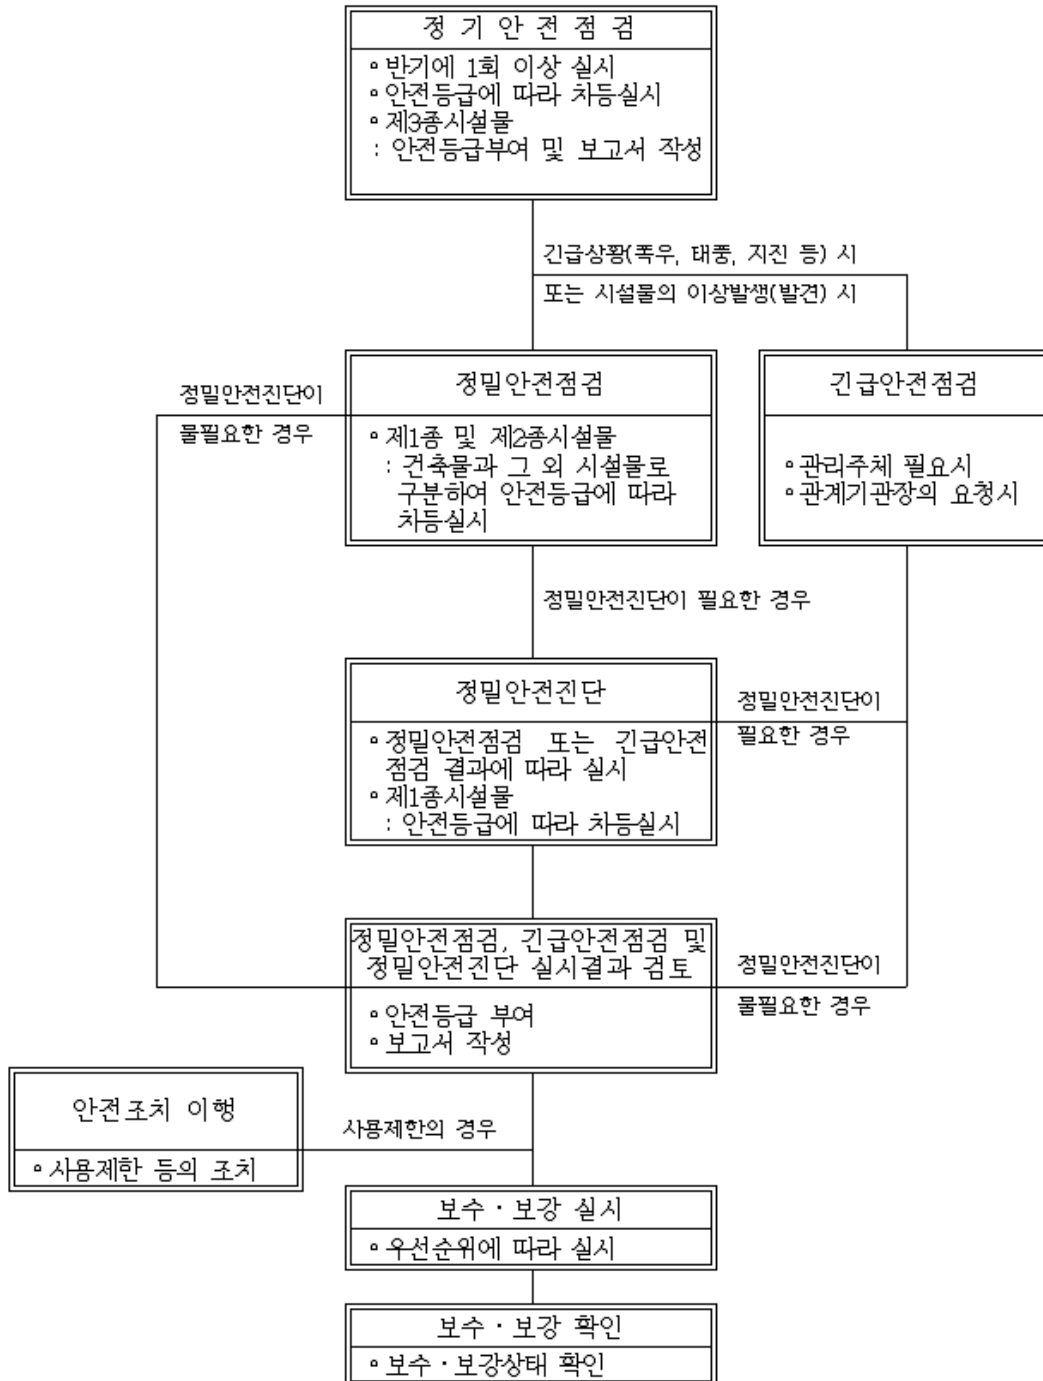 정 기 안 전 점 검
∘반기에 1회 이상 실시
∘안전등급에 따라 차등실시
∘제3종시설물
: 안전등급부여 및 보고서 작성
긴급상황(폭우, 태풍, 지진 등) 시
또는 시설물의 이상발생(발견) 시
정밀안전점검
∘제1종 및 제2종시설물
: 건축물과 그 외 시설물로
구분하여 안전등급에 따라
차등실시
긴급안전점검
∘관리주체 필요시
∘관계기관장의 요청시
정밀안전진단이
불필요한 경우
정밀안전진단이 필요한 경우
정밀안전진단
∘정밀안전점검 또는 긴급안전
점검 결과에 따라 실시
∘제1종시설물
: 안전등급에 따라 차등실시
정밀안전진단이
필요한 경우
정밀안전점검, 긴급안전점검 및
정밀안전진단 실시결과 검토
∘안전등급 부여
∘보고서 작성
정밀안전진단이
불필요한 경우
안전조치 이행
∘사용제한 등의 조치
사용제한의 경우
보수 · 보강 실시
∘우선순위에 따라 실시
보수 · 보강 확인
∘보수 · 보강상태 확인